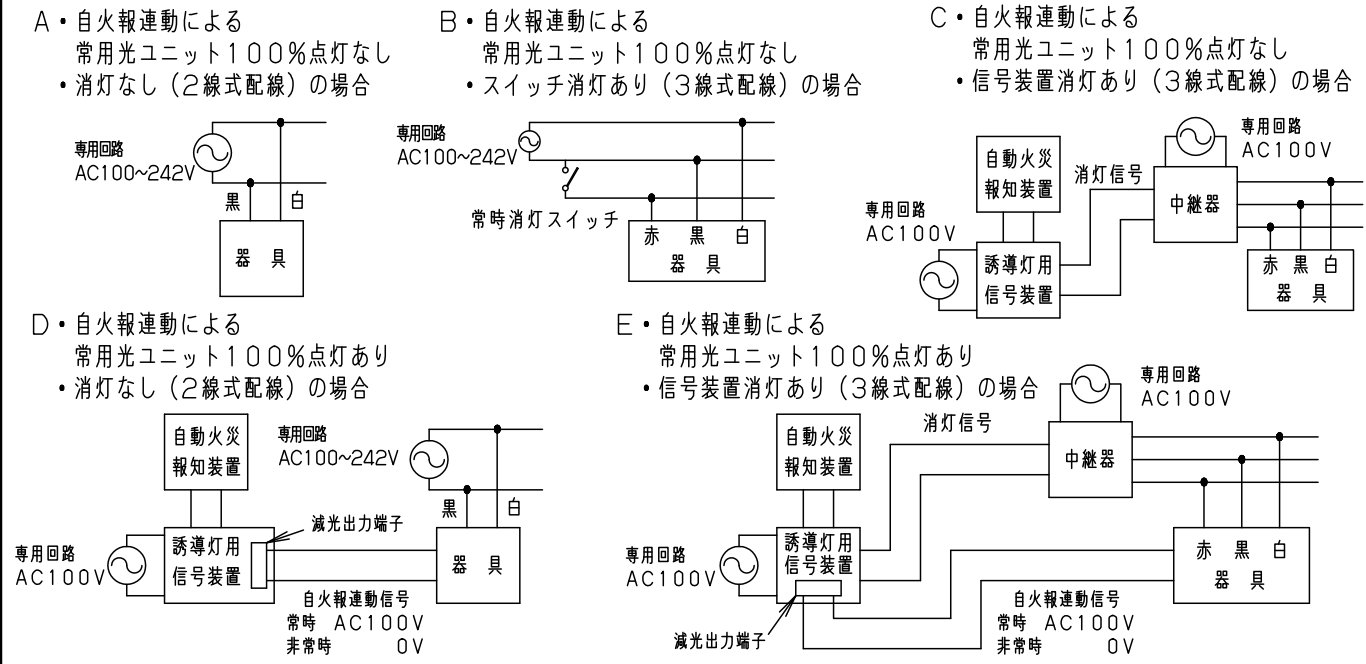 A・自火報連動による
常用光ユニット100%点灯なし
・消灯なし（2線式配線）の場合
専用回路
AC100~242V
黒
白
器 具
B・自火報連動による
常用光ユニット100%点灯なし
・スイッチ消灯あり（3線式配線）の場合
専用回路
AC100~242V
常時消灯スイッチ
赤 黒 白
器 具
C・自火報連動による
常用光ユニット100%点灯なし
・信号装置消灯あり（3線式配線）の場合
専用回路
AC100V
自動火災
報知装置
消灯信号
中継器
専用回路
AC100V
誘導灯用
信号装置
赤 黒 白
器 具
D・自火報連動による
常用光ユニット100%点灯あり
・消灯なし（2線式配線）の場合
自動火災
報知装置
専用回路
AC100~242V
黒
白
減光出力端子
専用回路
AC100V
誘導灯用
信号装置
器 具
自火報連動信号
常時 AC100V
非常時 0V
E・自火報連動による
常用光ユニット100%点灯あり
・信号装置消灯あり（3線式配線）の場合
専用回路
AC100V
消灯信号
自動火災
報知装置
中継器
専用回路
AC100V
誘導灯用
信号装置
赤 黒 白
器 具
減光出力端子
自火報連動信号
常時 AC100V
非常時 0V